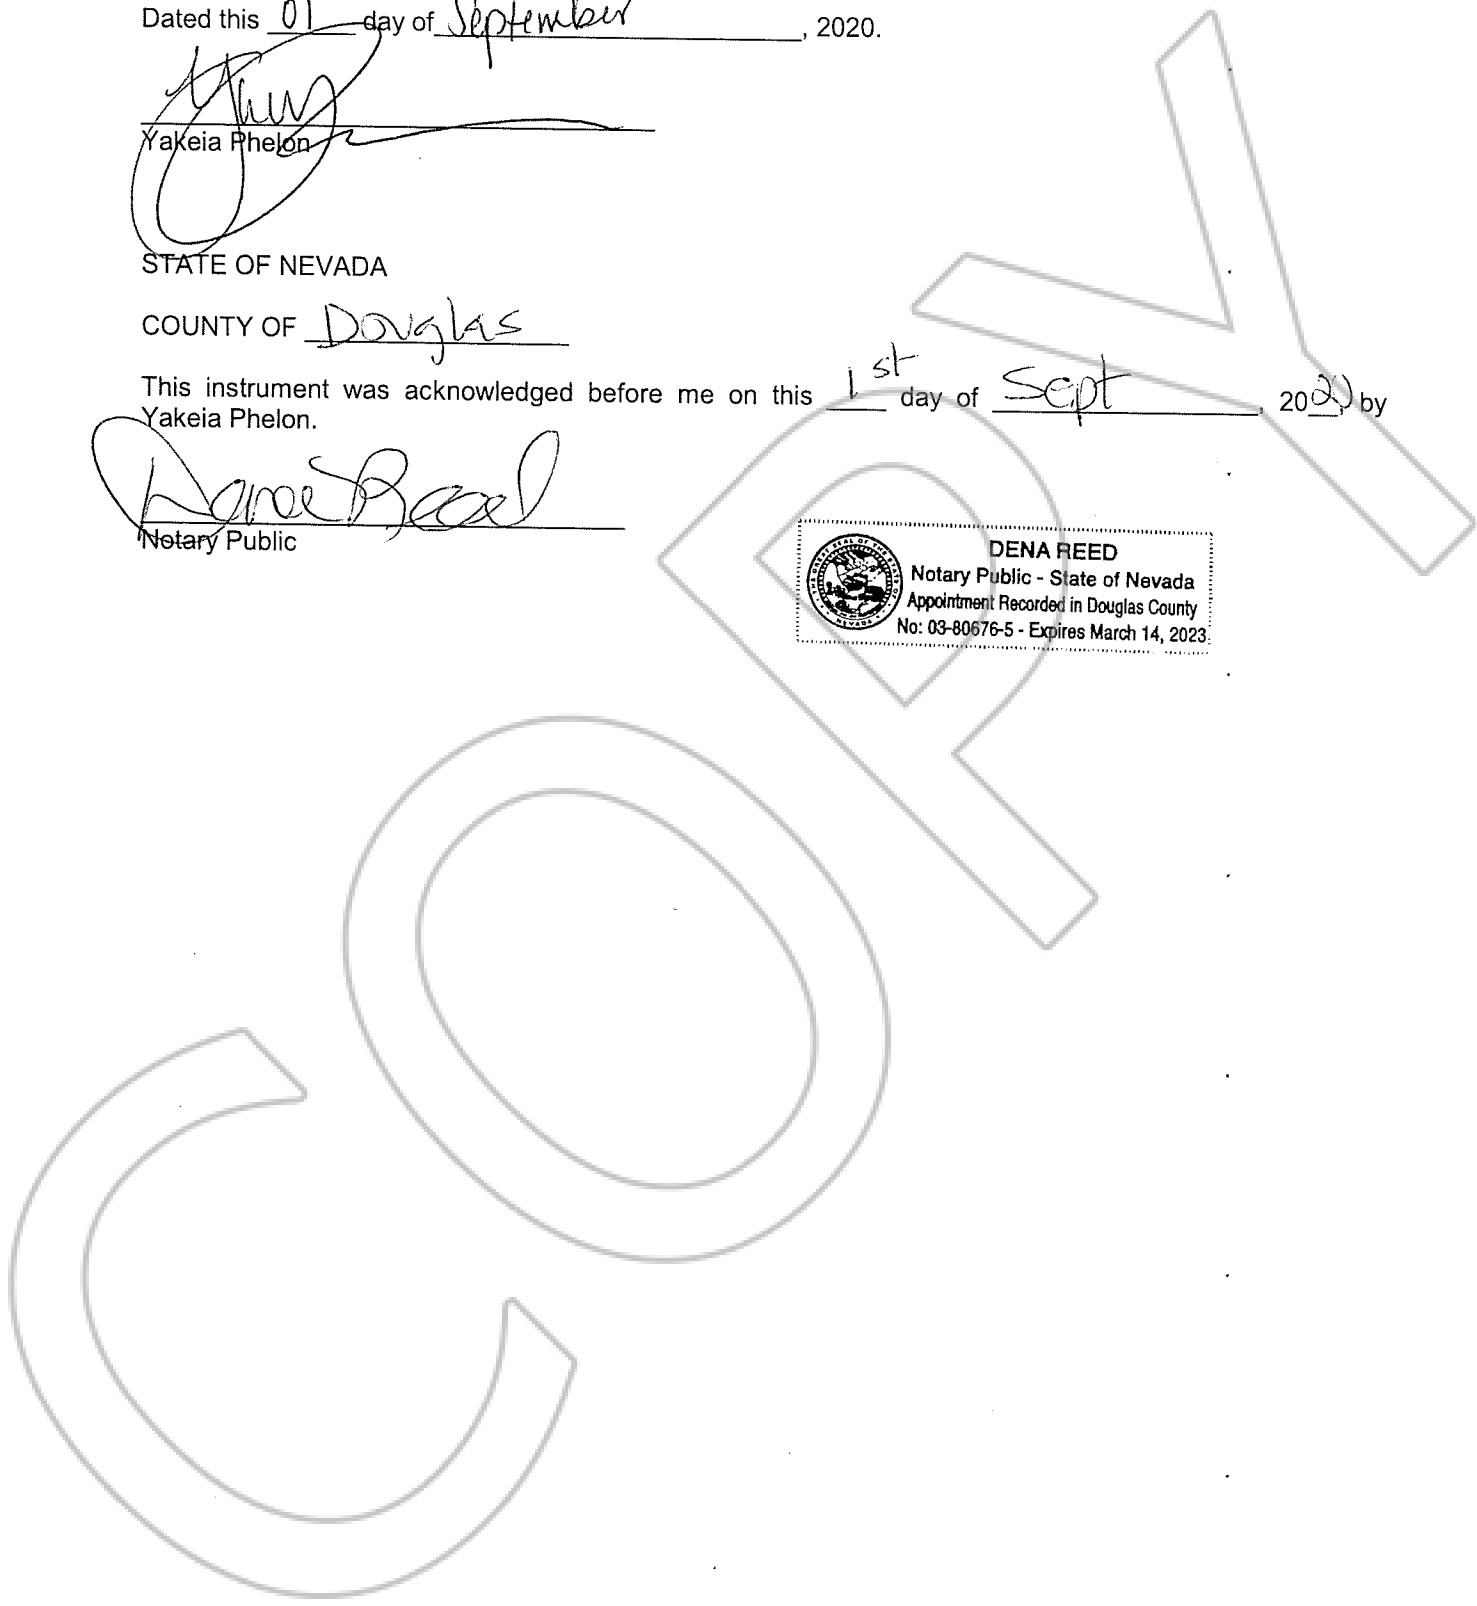 Dated this 01 day of September, 2020.
Yakeia Phelon
STATE OF NEVADA
COUNTY OF Douglas
This instrument was acknowledged before me on this 1st day of Sept, 2020 by
Yakeia Phelon.
Dena Reed
Notary Public
DENA REED
Notary Public - State of Nevada
Appointment Recorded in Douglas County
No: 03-80676-5 - Expires March 14, 2023
COPY